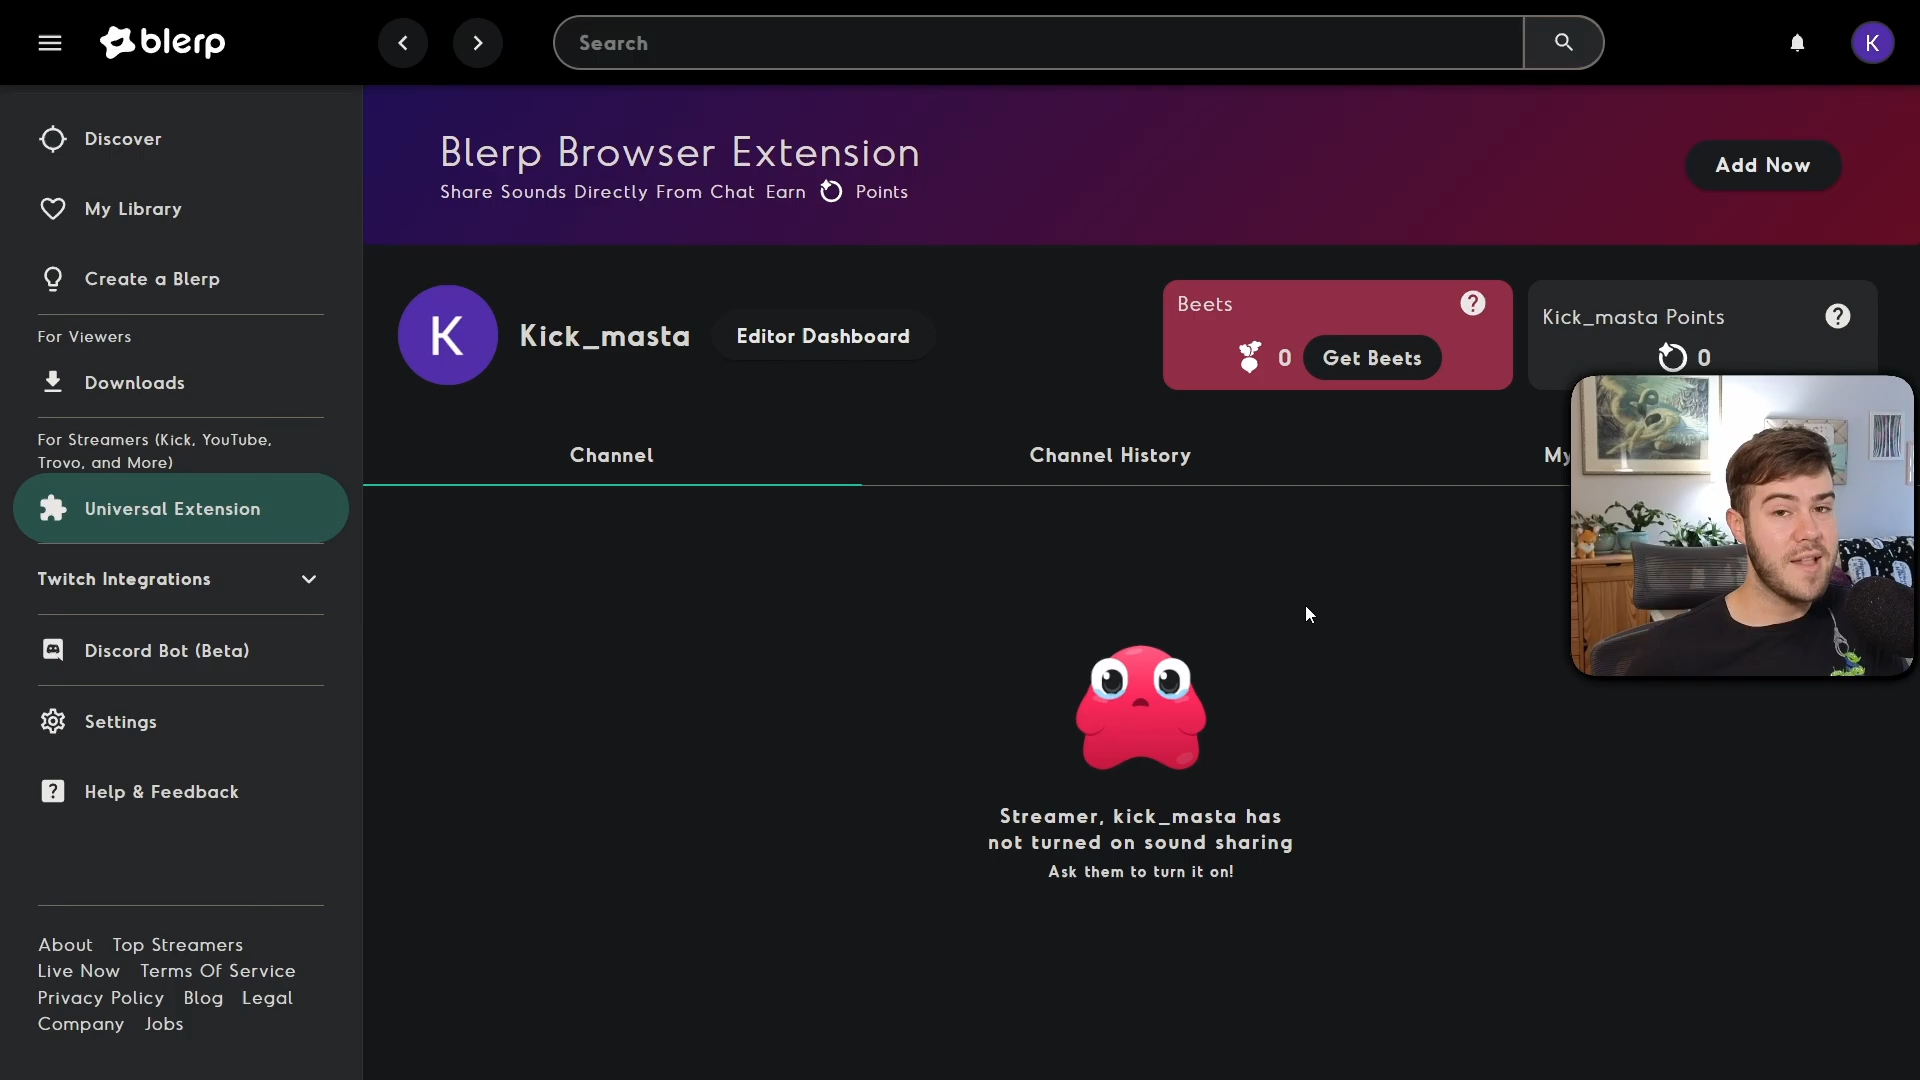 blerp
Search
K
Discover
My Library
Create a Blerp
For Viewers
Downloads
For Streamers (Kick, YouTube,
Trovo, and More)
Universal Extension
Twitch Integrations
Discord Bot (Beta)
Settings
Help & Feedback
About Top Streamers
Live Now Terms Of Service
Privacy Policy Blog Legal
Company Jobs
Blerp Browser Extension
Share Sounds Directly From Chat Earn Points
Add Now
K
Kick_masta
Editor Dashboard
Beets ?
0 Get Beets
Kick_masta Points ?
0
Channel
Channel History
My
Streamer, kick_masta has
not turned on sound sharing
Ask them to turn it on!